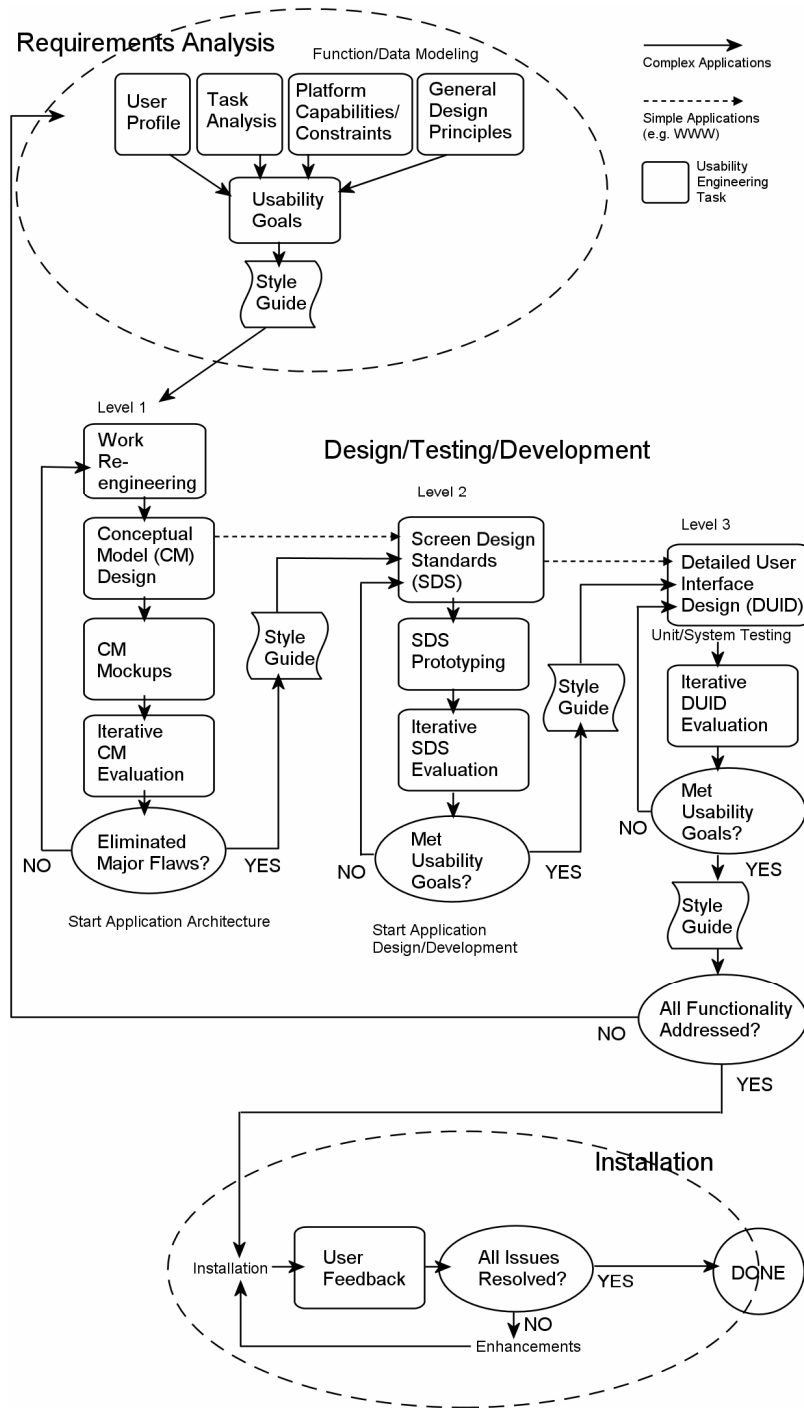 Requirements Analysis
Function/Data Modeling
User
Profile
Task
Analysis
Platform
Capabilities/
Constraints
General
Design
Principles
Usability
Goals
Style
Guide
Complex Applications
Simple Applications
(e.g. WWW)
Usability
Engineering
Task
Design/Testing/Development
Level 1
Work
Re-
engineering
Conceptual
Model (CM)
Design
CM
Mockups
Iterative
CM
Evaluation
Eliminated
Major Flaws?
NO
YES
Start Application Architecture
Style
Guide
Level 2
Screen Design
Standards
(SDS)
SDS
Prototyping
Iterative
SDS
Evaluation
Met
Usability
Goals?
NO
YES
Start Application
Design/Development
Style
Guide
Level 3
Detailed User
Interface
Design (DUID)
Unit/System Testing
Iterative
DUID
Evaluation
Met
Usability
Goals?
NO
YES
Style
Guide
All Functionality
Addressed?
NO
YES
Installation
Installation
User
Feedback
All Issues
Resolved?
YES
DONE
NO
Enhancements